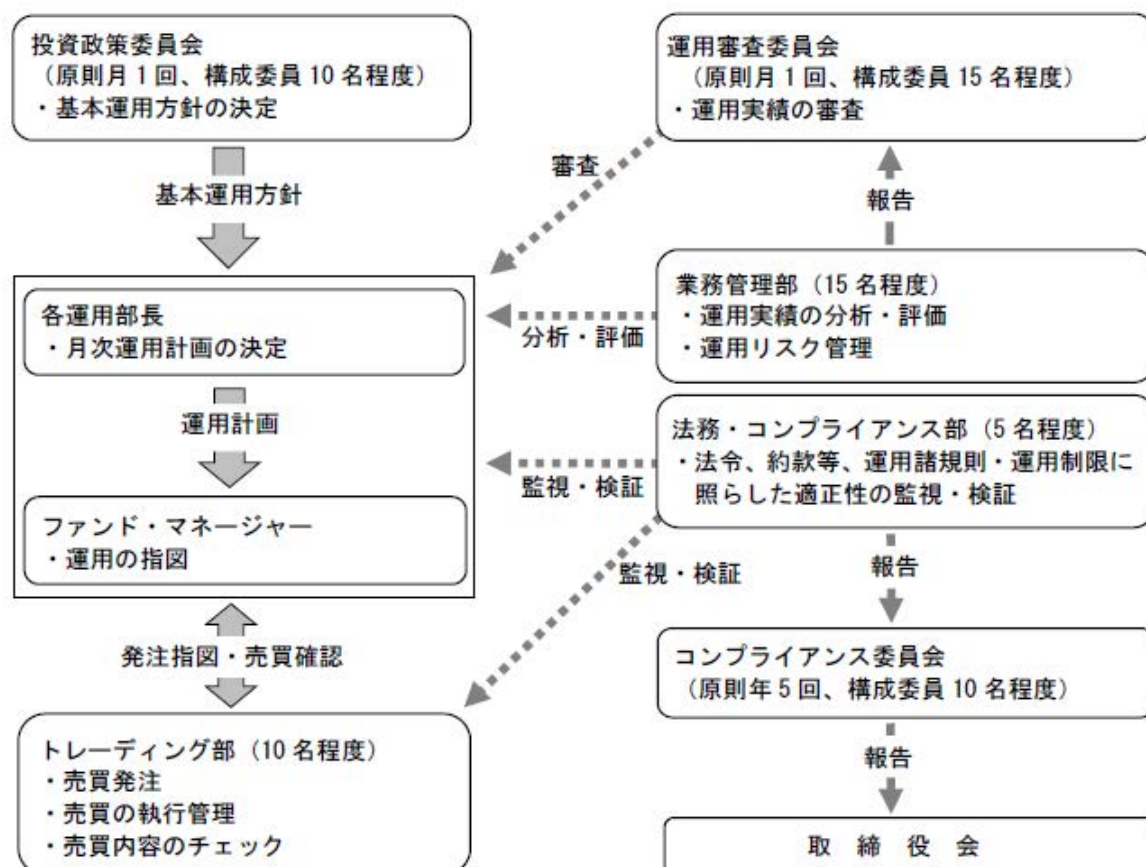 投資政策委員会
(原則月1回、構成委員10名程度)
・基本運用方針の決定
基本運用方針
各運用部長
・月次運用計画の決定
運用計画
ファンド・マネージャー
・運用の指図
発注指図・売買確認
トレーディング部(10名程度)
・売買発注
・売買の執行管理
・売買内容のチェック
運用審査委員会
(原則月1回、構成委員15名程度)
・運用実績の審査
審査
報告
業務管理部(15名程度)
・運用実績の分析・評価
・運用リスク管理
分析・評価
法務・コンプライアンス部(5名程度)
・法令、約款等、運用諸規則・運用制限に
照らした適正性の監視・検証
監視・検証
監視・検証
報告
コンプライアンス委員会
(原則年5回、構成委員10名程度)
報告
取締役会